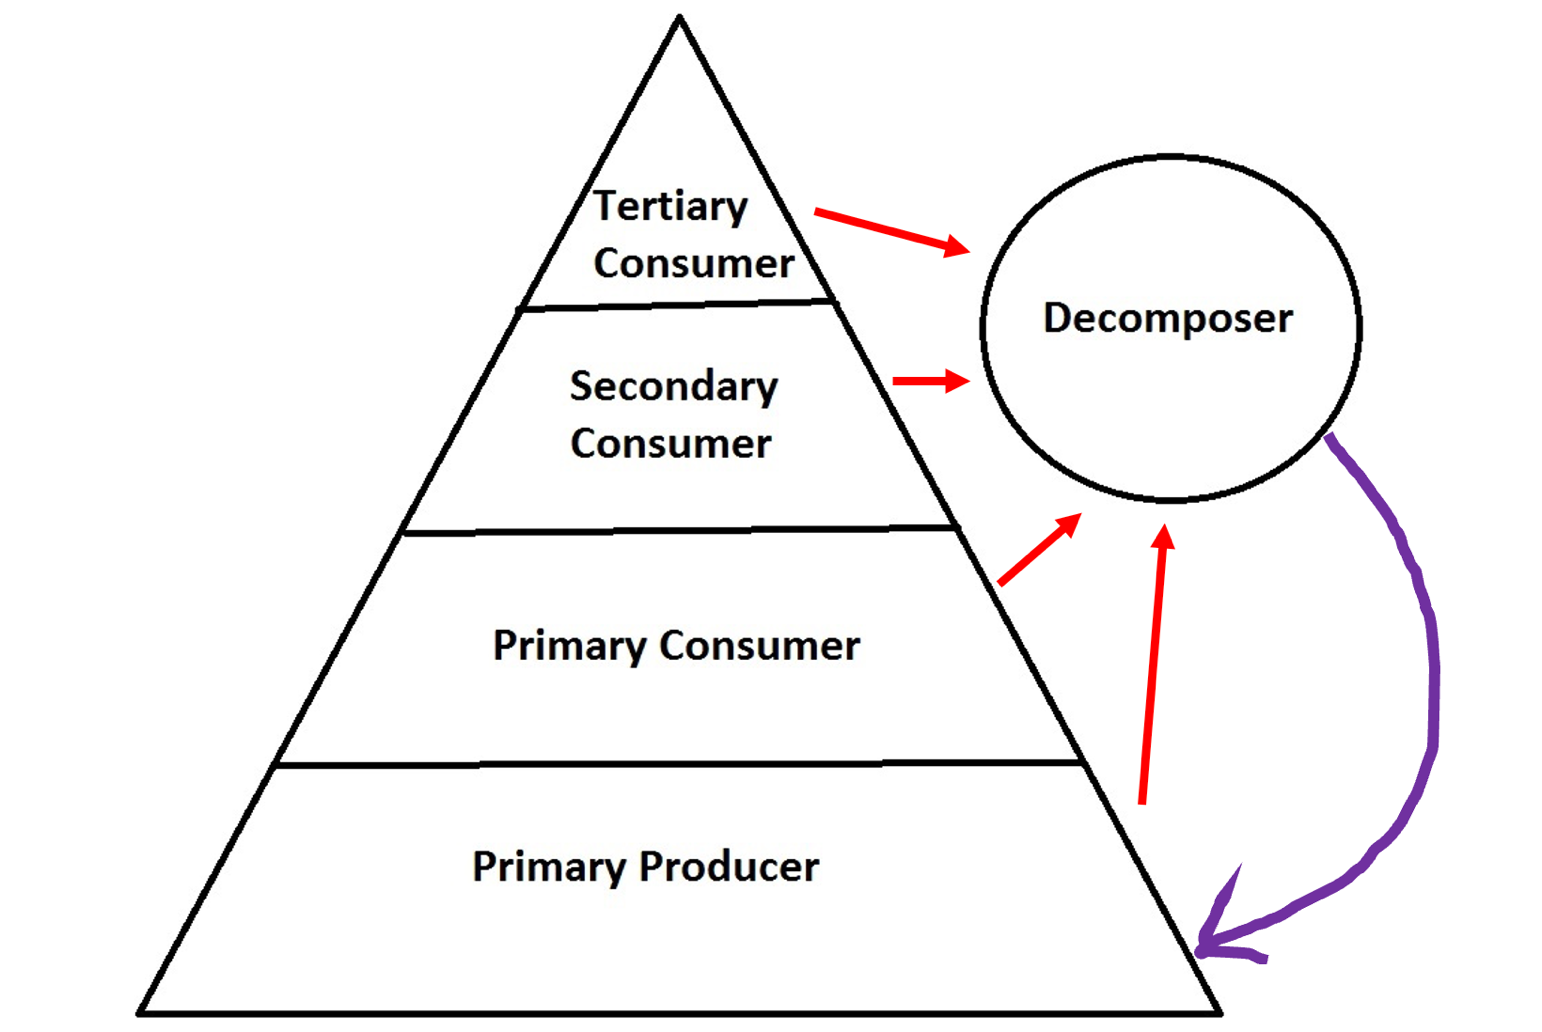 Tertiary
Consumer
Decomposer
Secondary
Consumer
Primary Consumer
Primary Producer